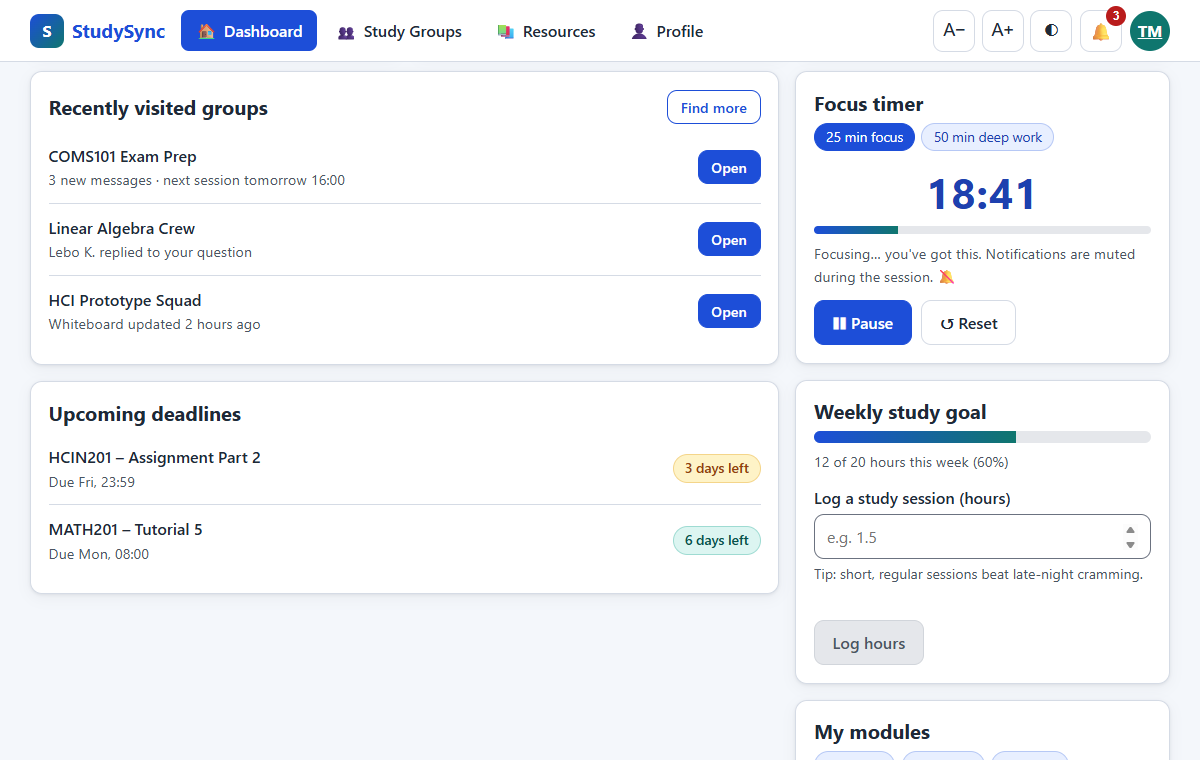 S StudySync Dashboard Study Groups Resources Profile A− A+ 3 TM
Recently visited groups
Find more
COMS101 Exam Prep
3 new messages · next session tomorrow 16:00
Open
Linear Algebra Crew
Lebo K. replied to your question
Open
HCI Prototype Squad
Whiteboard updated 2 hours ago
Open
Upcoming deadlines
HCIN201 – Assignment Part 2
Due Fri, 23:59
3 days left
MATH201 – Tutorial 5
Due Mon, 08:00
6 days left
Focus timer
25 min focus 50 min deep work
18:41
Focusing… you've got this. Notifications are muted
during the session.
Pause Reset
Weekly study goal
12 of 20 hours this week (60%)
Log a study session (hours)
e.g. 1.5
Tip: short, regular sessions beat late-night cramming.
Log hours
My modules